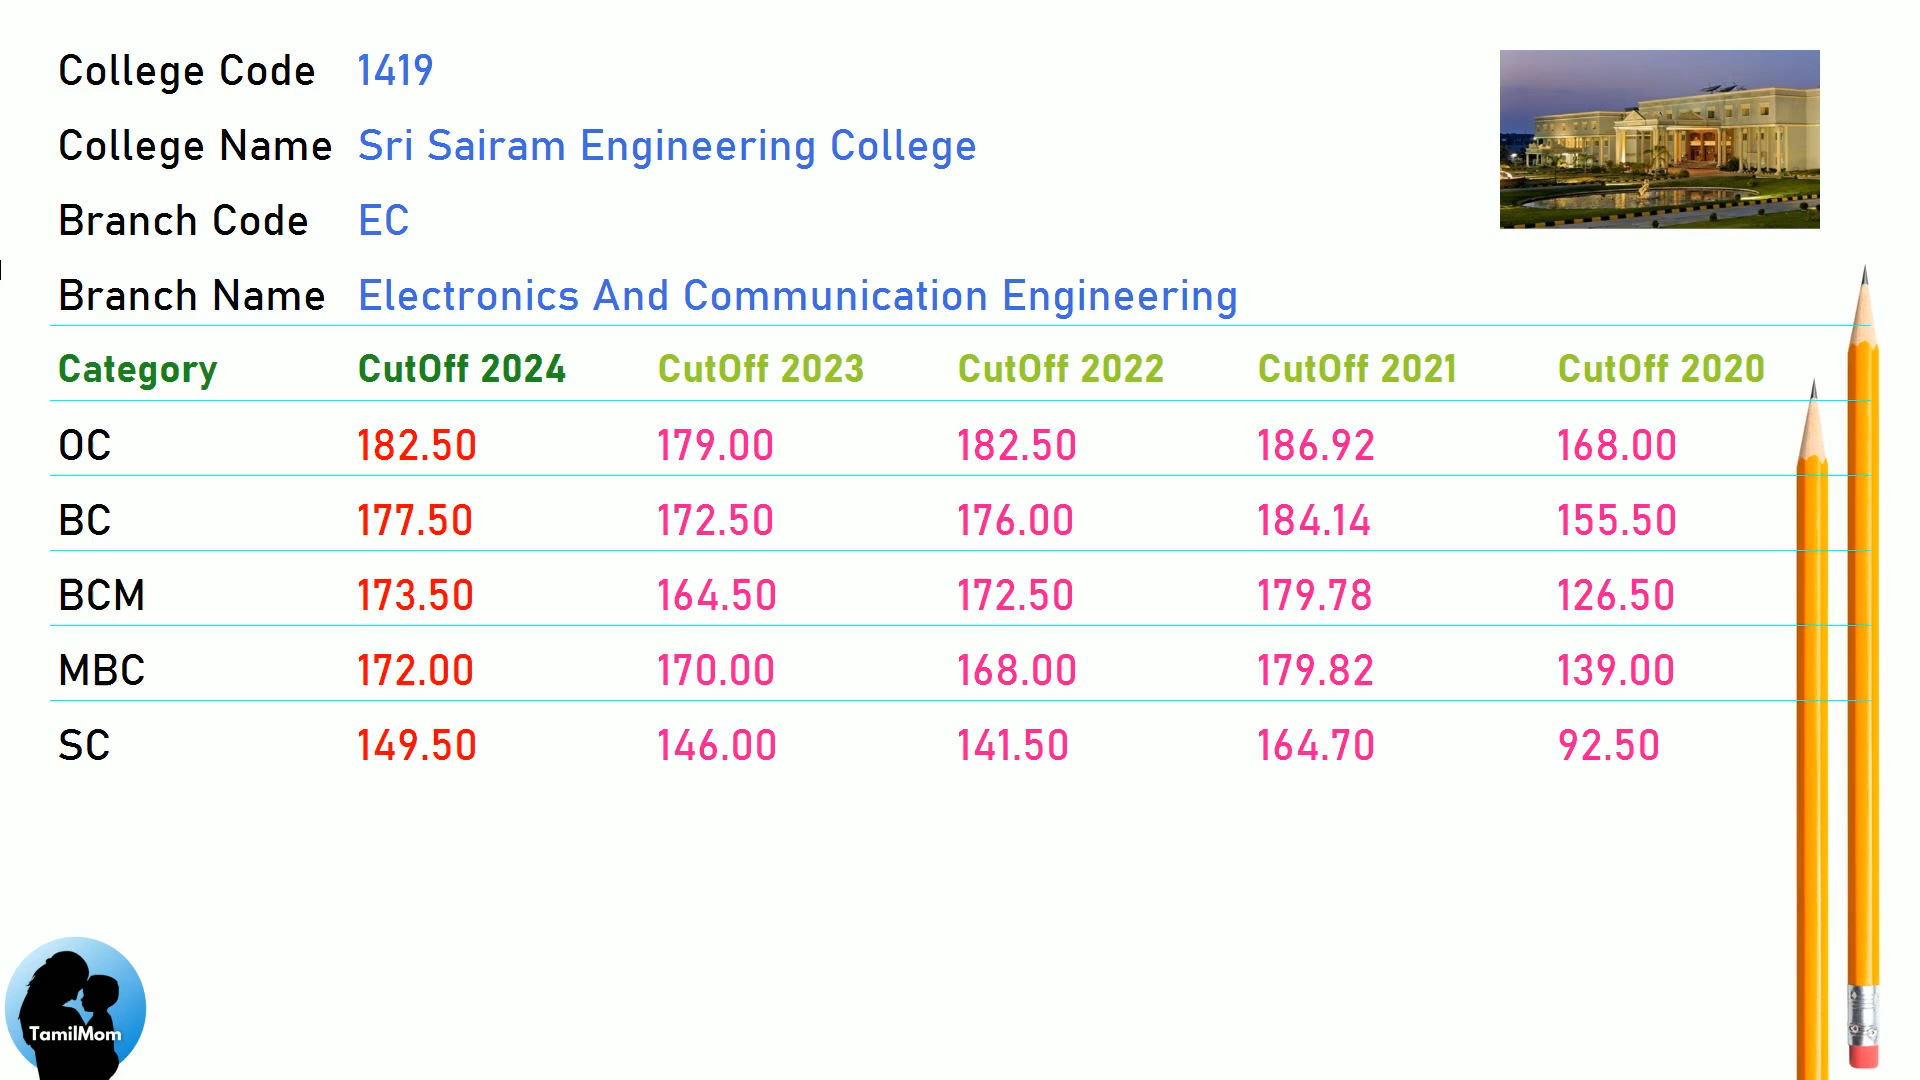 College Code 1419
College Name Sri Sairam Engineering College
Branch Code EC
Branch Name Electronics And Communication Engineering
Category CutOff 2024 CutOff 2023 CutOff 2022 CutOff 2021 CutOff 2020
OC 182.50 179.00 182.50 186.92 168.00
BC 177.50 172.50 176.00 184.14 155.50
BCM 173.50 164.50 172.50 179.78 126.50
MBC 172.00 170.00 168.00 179.82 139.00
SC 149.50 146.00 141.50 164.70 92.50
TamilMom